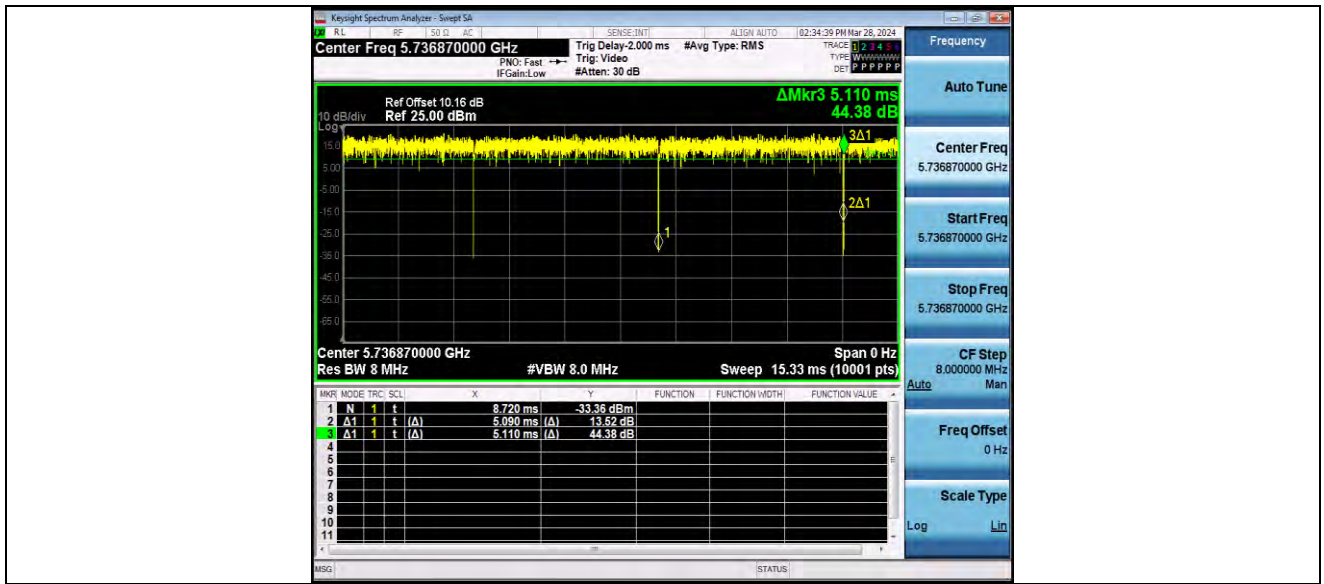 Keysight Spectrum Analyzer - Swept SA
RL RF 50 Ω AC SENSE:INT ALIGN AUTO 02:34:39 PM Mar 28, 2024
Center Freq 5.736870000 GHz
PNO: Fast
IFGain:Low
Trig Delay-2.000 ms
Trig: Video
#Atten: 30 dB
#Avg Type: RMS
TRACE 1 2 3 4 5 6
TYPE WWWWWW
DET P P P P P P
ΔMkr3 5.110 ms
44.38 dB
Ref Offset 10.16 dB
10 dB/div Ref 25.00 dBm
Log
15.0
5.00
-5.00
-15.0
-25.0
-35.0
-45.0
-55.0
-65.0
3Δ1
2Δ1
1
Center 5.736870000 GHz Span 0 Hz
Res BW 8 MHz #VBW 8.0 MHz Sweep 15.33 ms (10001 pts)
MKR MODE TRC SCL X Y FUNCTION FUNCTION WIDTH FUNCTION VALUE
1 N 1 t 8.720 ms -33.36 dBm
2 Δ1 1 t (Δ) 5.090 ms (Δ) 13.52 dB
3 Δ1 1 t (Δ) 5.110 ms (Δ) 44.38 dB
4
5
6
7
8
9
10
11
MSG STATUS
Frequency
Auto Tune
Center Freq
5.736870000 GHz
Start Freq
5.736870000 GHz
Stop Freq
5.736870000 GHz
CF Step
8.000000 MHz
Auto Man
Freq Offset
0 Hz
Scale Type
Log Lin